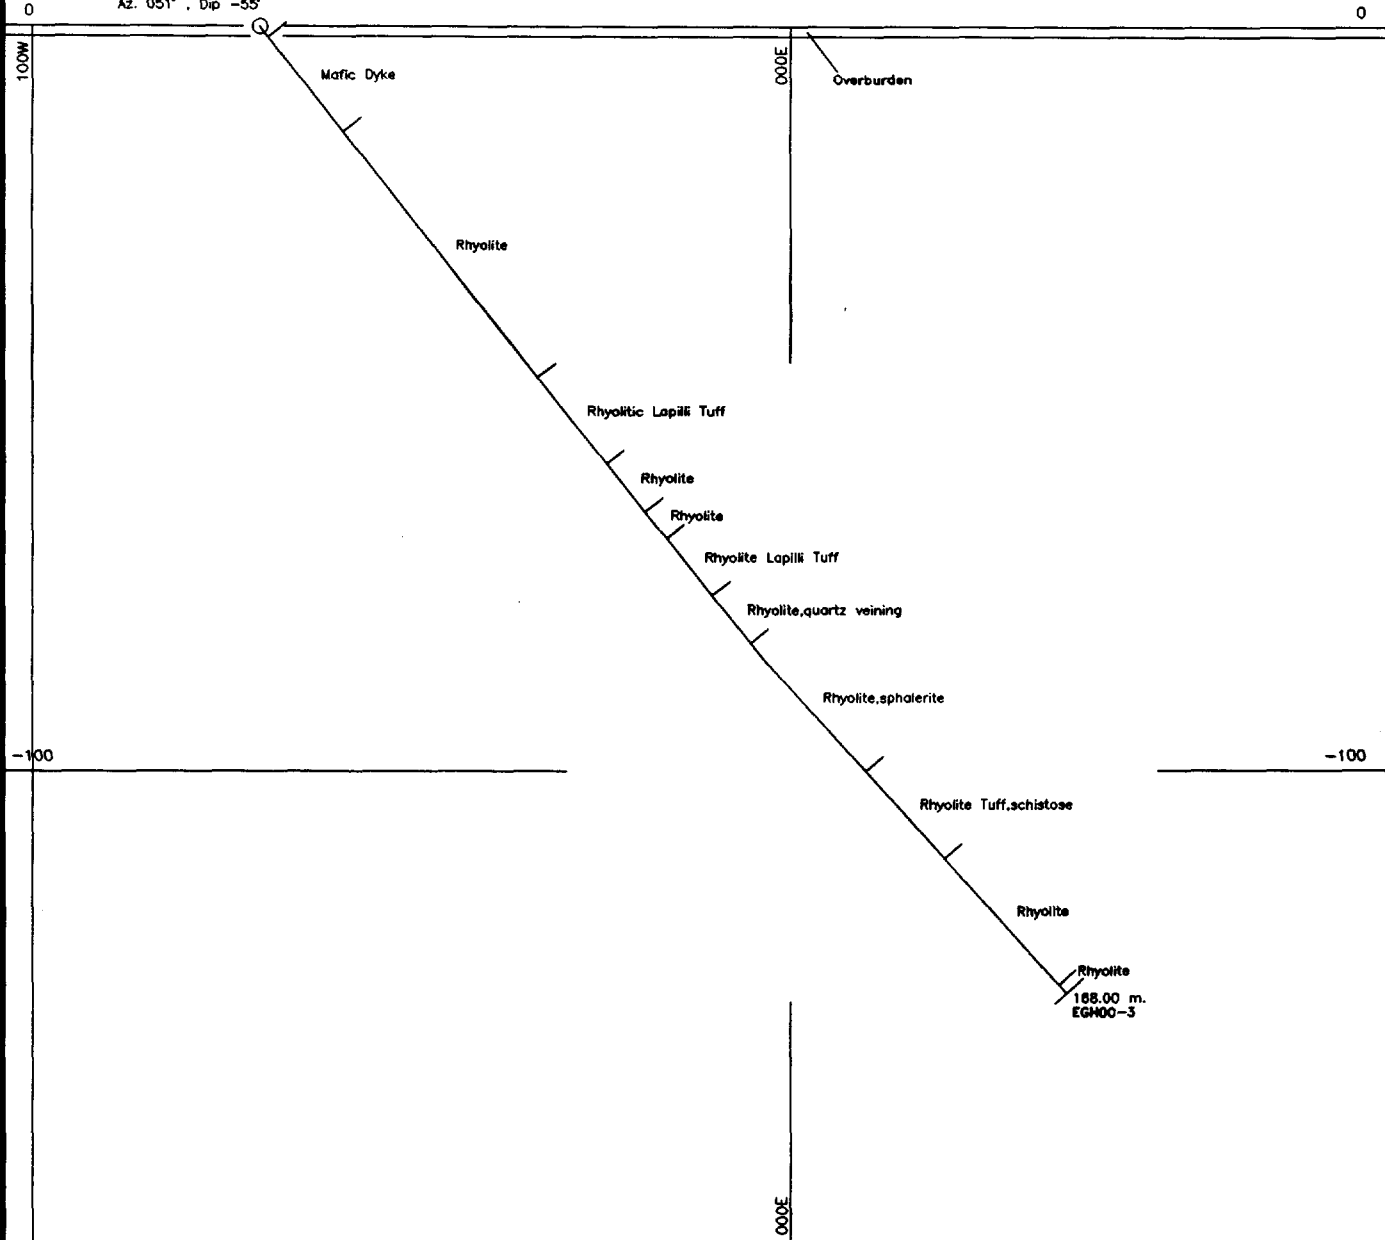 0
Az. 051° , Dip -55°
0
100W
000E
Mafic Dyke
Overburden
Rhyolite
Rhyolitic Lapilli Tuff
Rhyolite
Rhyolite
Rhyolite Lapilli Tuff
Rhyolite,quartz veining
Rhyolite,sphalerite
-100
-100
Rhyolite Tuff,schistose
Rhyolite
Rhyolite
168.00 m.
EGH00-3
000E